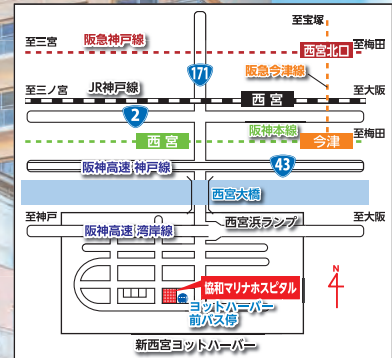 至宝塚
阪急神戸線
至三宮
西宮北口
至梅田
171
阪急今津線
至三ノ宮
JR神戸線
西宮
至大阪
2
阪神本線
西宮
今津
至梅田
阪神高速 神戸線
43
西宮大橋
至神戸
西宮浜ランプ
至大阪
阪神高速 湾岸線
協和マリナホスピタル
N
ヨットハーバー
前バス停
新西宮ヨットハーバー